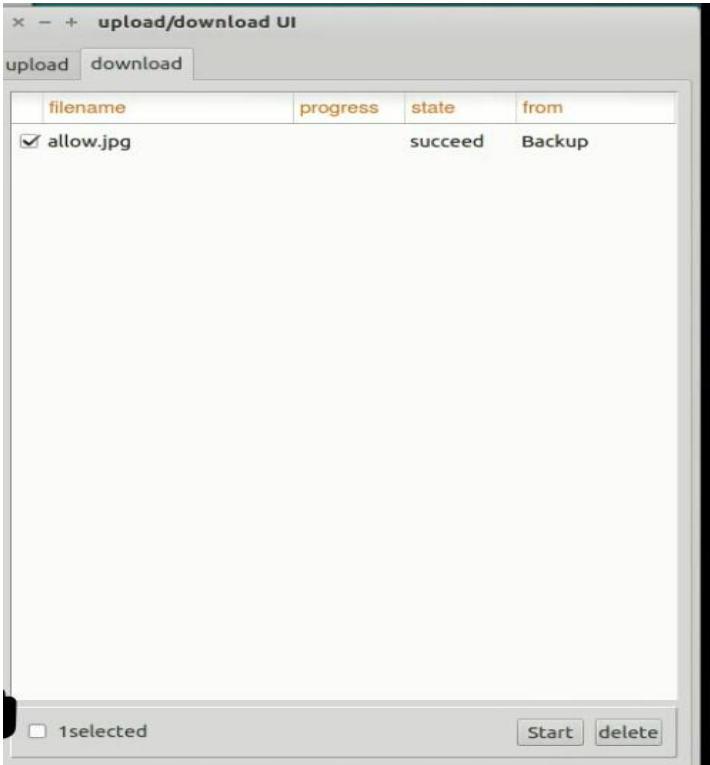 upload/download UI
upload download
filename progress state from
allow.jpg succeed Backup
1selected Start delete